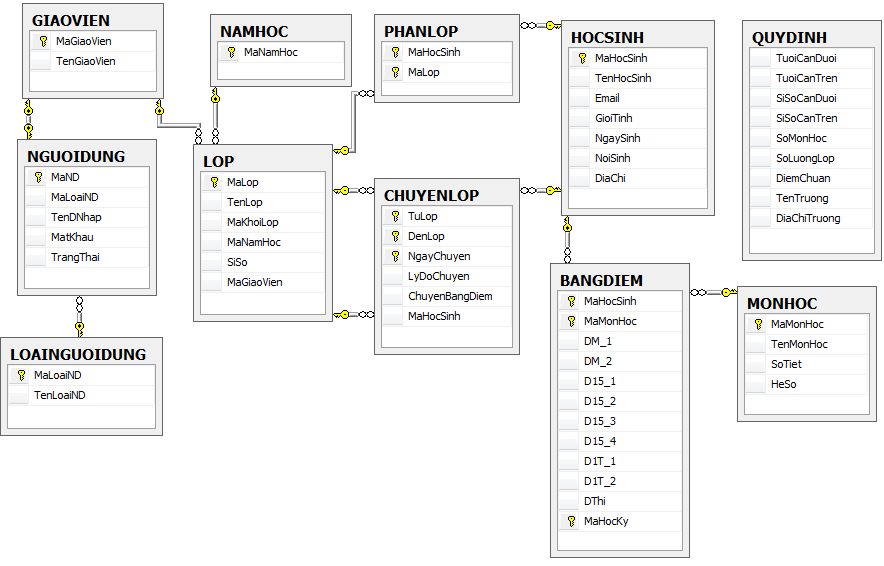 GIAOVIEN
MaGiaoVien
TenGiaoVien
NAMHOC
MaNamHoc
PHANLOP
MaHocSinh
MaLop
HOCSINH
MaHocSinh
TenHocSinh
Email
GioiTinh
NgaySinh
NoiSinh
DiaChi
QUYDINH
TuoiCanDuoi
TuoiCanTren
SiSoCanDuoi
SiSoCanTren
SoMonHoc
SoLuongLop
DiemChuan
TenTruong
DiaChiTruong
NGUOIDUNG
MaND
MaLoaiND
TenDNhap
MatKhau
TrangThai
LOP
MaLop
TenLop
MaKhoiLop
MaNamHoc
SiSo
MaGiaoVien
CHUYENLOP
TuLop
DenLop
NgayChuyen
LyDoChuyen
ChuyenBangDiem
MaHocSinh
BANGDIEM
MaHocSinh
MaMonHoc
DM_1
DM_2
D15_1
D15_2
D15_3
D15_4
D1T_1
D1T_2
DThi
MaHocKy
MONHOC
MaMonHoc
TenMonHoc
SoTiet
HeSo
LOAINGUOIDUNG
MaLoaiND
TenLoaiND